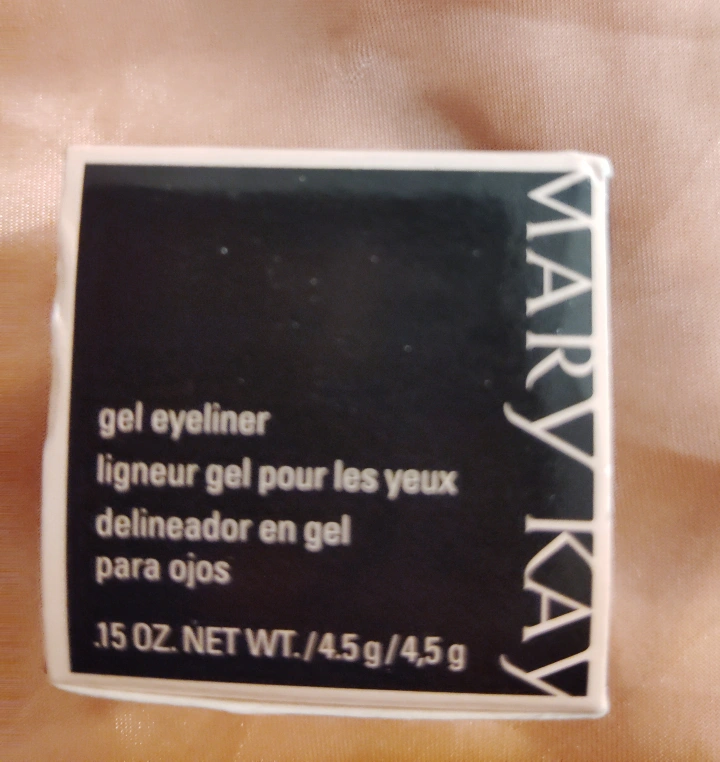 gel eyeliner
ligneur gel pour les yeux
delineador en gel
para ojos
.15 OZ. NET WT./4.5 g/4,5 g
MARY KAY